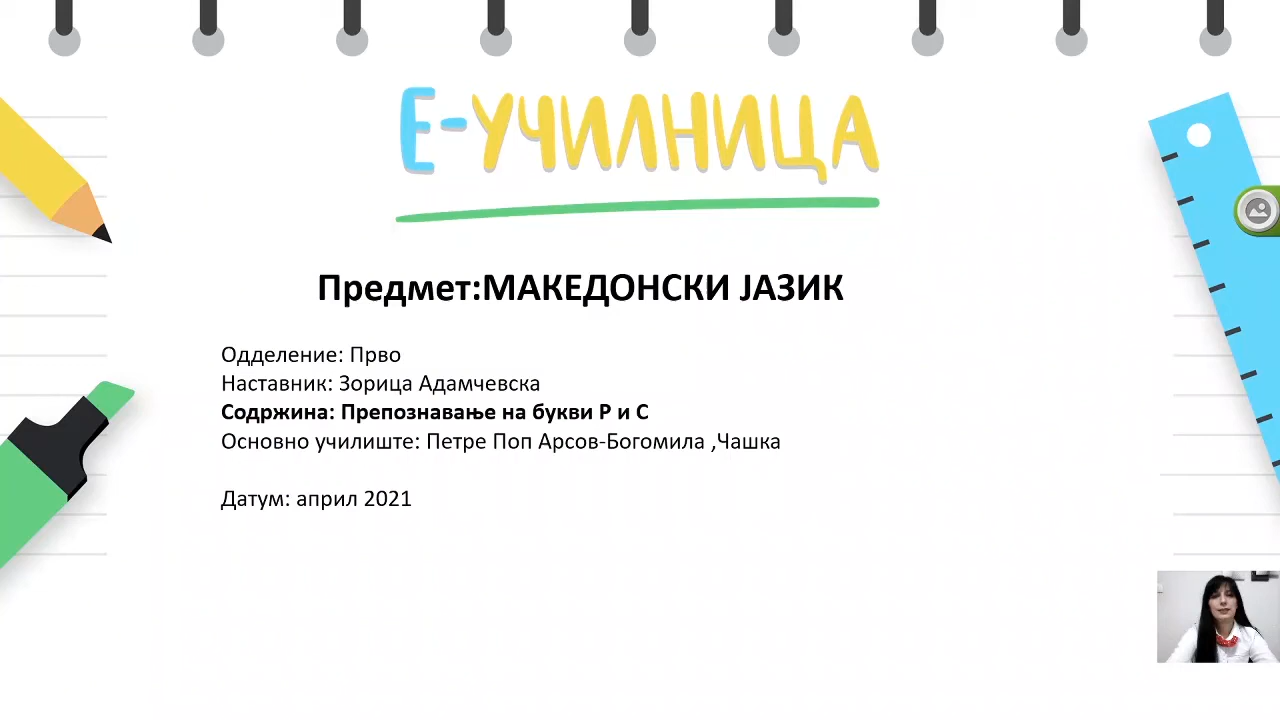 Е-УЧИЛНИЦА
Предмет:МАКЕДОНСКИ ЈАЗИК
Одделение: Прво
Наставник: Зорица Адамчевска
Содржина: Препознавање на букви Р и С
Основно училиште: Петре Поп Арсов-Богомила ,Чашка
Датум: април 2021